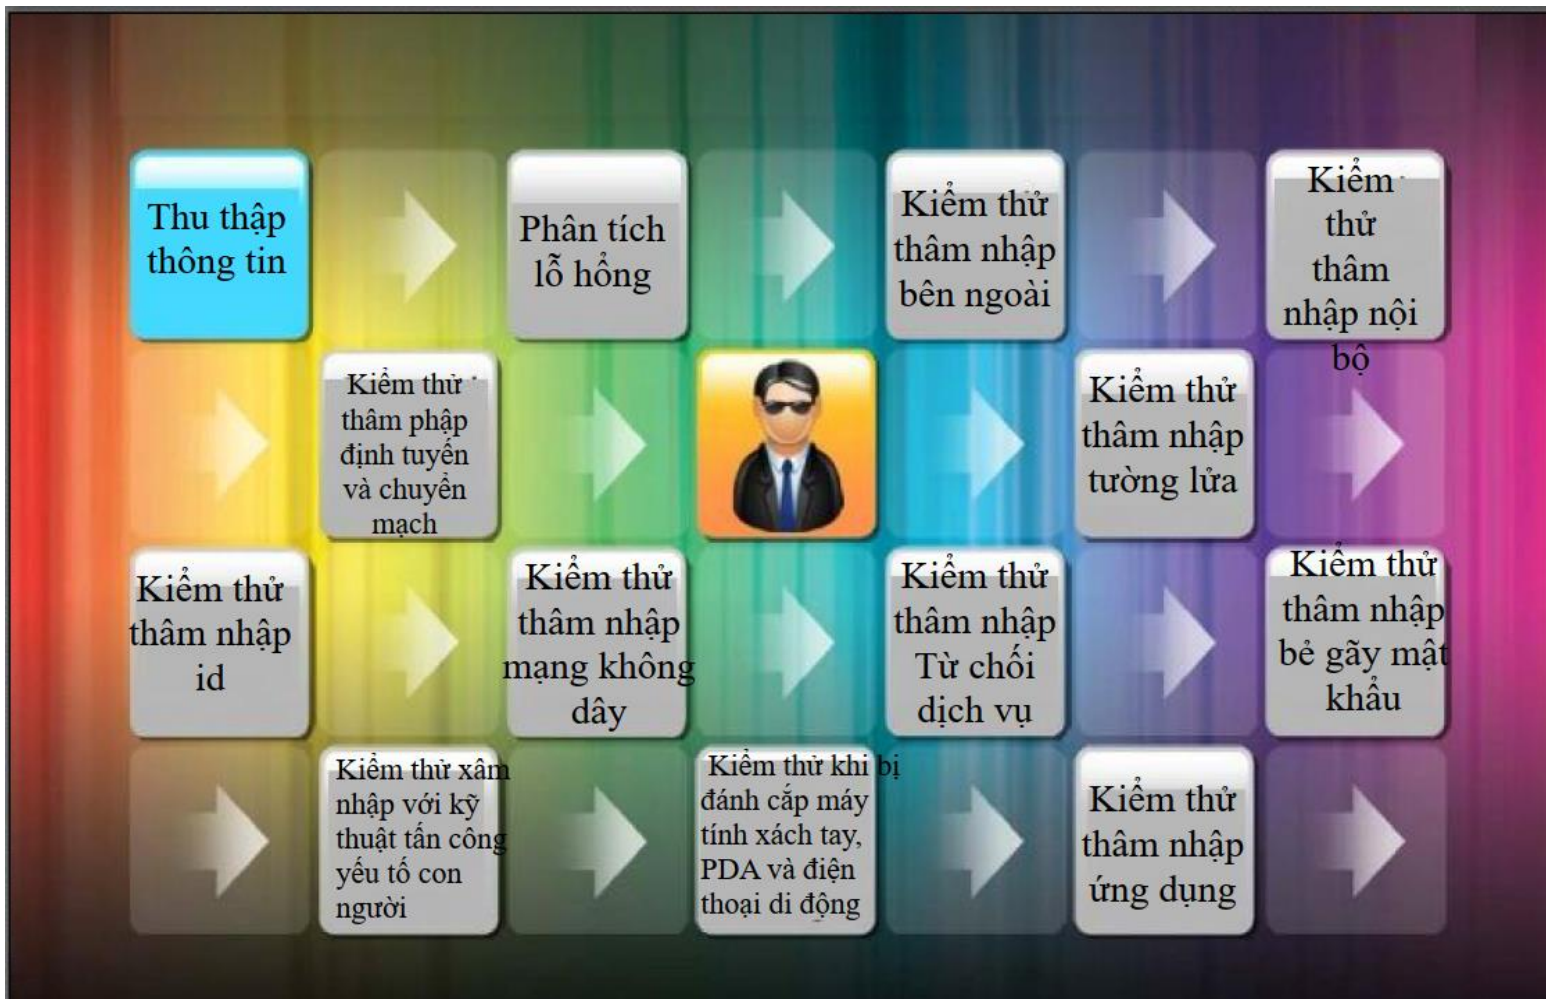 Thu thập
thông tin
Phân tích
lỗ hổng
Kiểm thử
thâm nhập
bên ngoài
Kiểm
thử
thâm
nhập nội
bộ
Kiểm thử
thâm phập
định tuyến
và chuyển
mạch
Kiểm thử
thâm nhập
tường lửa
Kiểm thử
thâm nhập
id
Kiểm thử
thâm nhập
mạng không
dây
Kiểm thử
thâm nhập
Từ chối
dịch vụ
Kiểm thử
thâm nhập
bẻ gãy mật
khẩu
Kiểm thử xâm
nhập với kỹ
thuật tấn công
yếu tố con
người
Kiểm thử khi bị
đánh cắp máy
tính xách tay,
PDA và điện
thoại di động
Kiểm thử
thâm nhập
ứng dụng